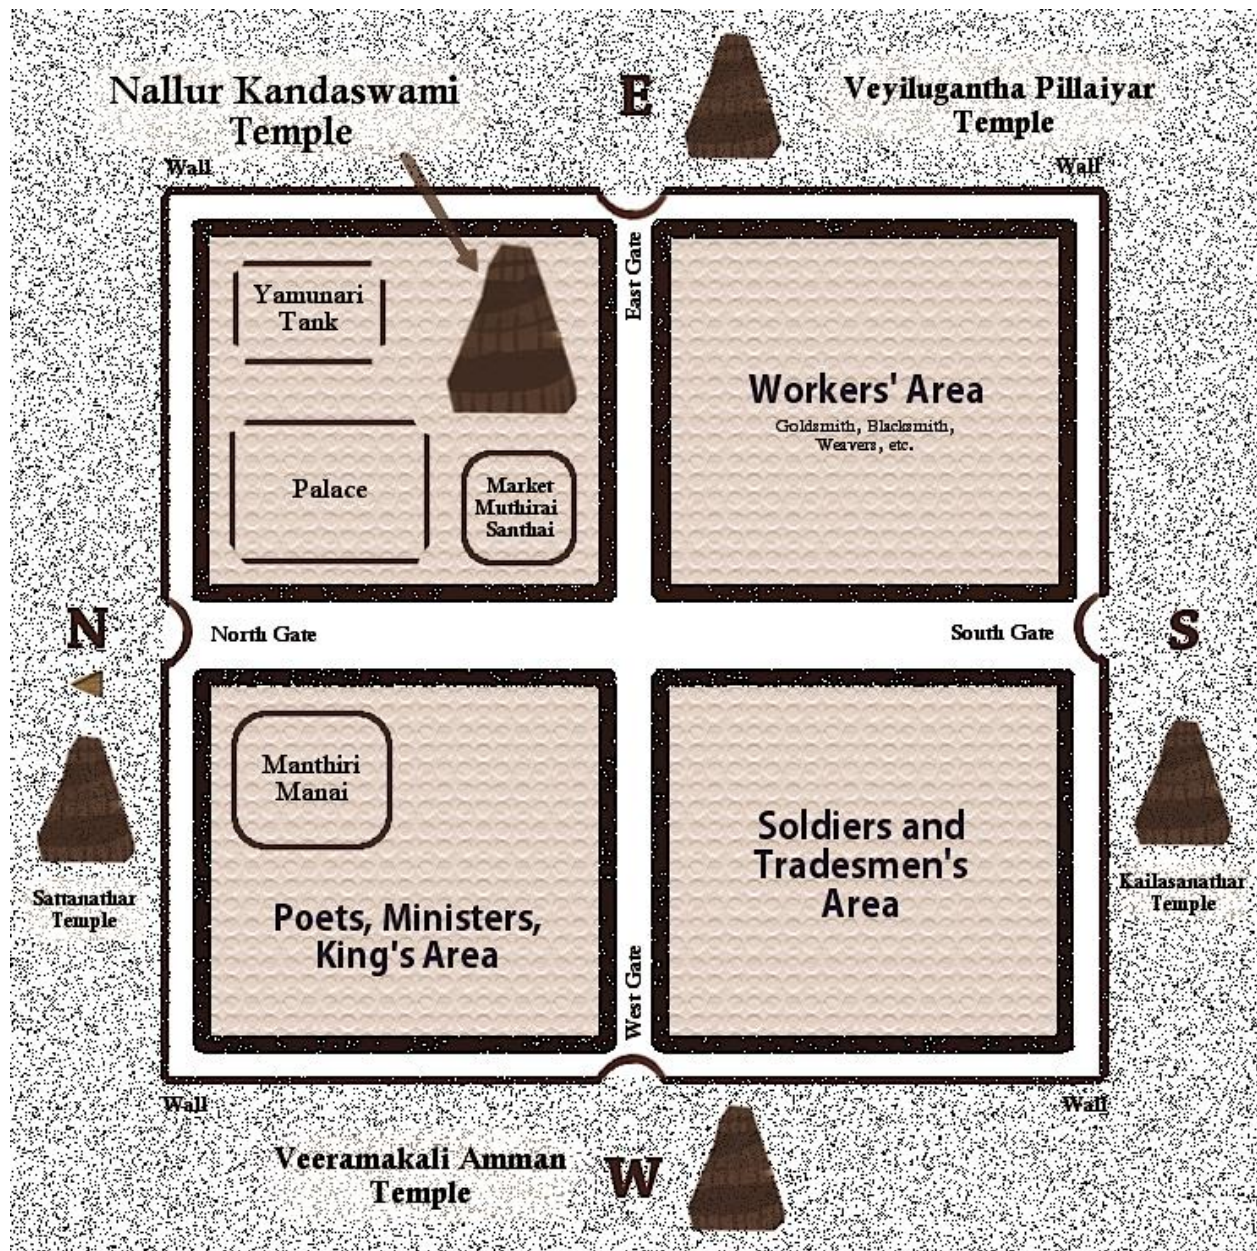 Nallur Kandaswami
Temple
E
Veyilugantha Pillaiyar
Temple
Wall
Wall
East Gate
Yamunari
Tank
Workers' Area
Goldsmith, Blacksmith,
Weavers, etc.
Palace
Market
Muthirai
Santhai
N
North Gate
South Gate
S
Manthiri
Manai
Soldiers and
Tradesmen's
Area
Sattanathar
Temple
Kailasanathar
Temple
Poets, Ministers,
King's Area
West Gate
Wall
Wall
Veeramakali Amman
Temple
W